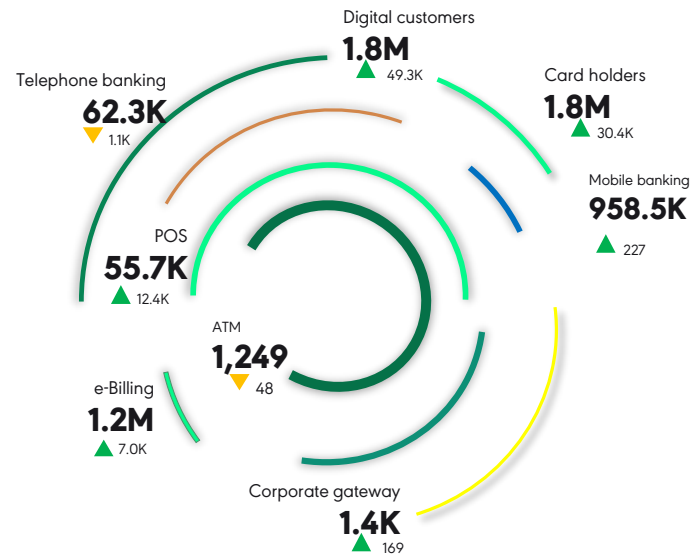 Digital customers
1.8M
49.3K
Telephone banking
62.3K
1.1K
Card holders
1.8M
30.4K
Mobile banking
958.5K
227
POS
55.7K
12.4K
ATM
1,249
48
e-Billing
1.2M
7.0K
Corporate gateway
1.4K
169